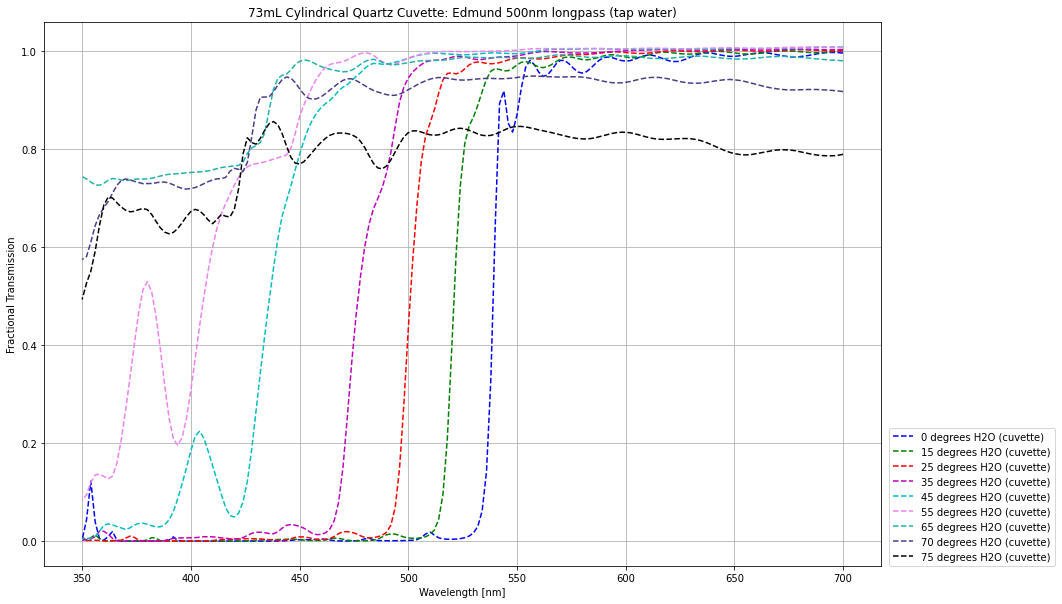 73mL Cylindrical Quartz Cuvette: Edmund 500nm longpass (tap water)
1.0
0.8
0.6
0.4
0.2
0.0
Fractional Transmission
350
400
450
500
550
600
650
700
Wavelength [nm]
0 degrees H2O (cuvette)
15 degrees H2O (cuvette)
25 degrees H2O (cuvette)
35 degrees H2O (cuvette)
45 degrees H2O (cuvette)
55 degrees H2O (cuvette)
65 degrees H2O (cuvette)
70 degrees H2O (cuvette)
75 degrees H2O (cuvette)